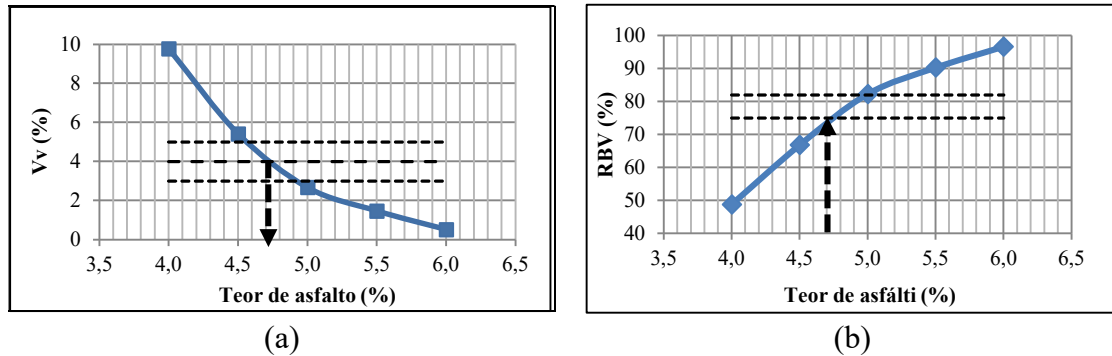 10
8
6
4
2
0
Vv (%)
3,5 4,0 4,5 5,0 5,5 6,0 6,5
Teor de asfalto (%)
(a)
100
90
80
70
60
50
40
RBV (%)
3,5 4,0 4,5 5,0 5,5 6,0 6,5
Teor de asfálti (%)
(b)